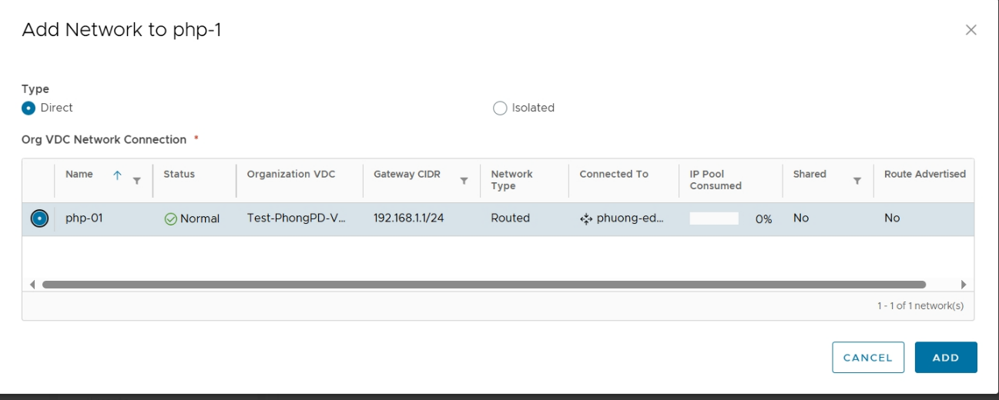 Add Network to php-1
Type
Direct
Isolated
Org VDC Network Connection *
Name Status Organization VDC Gateway CIDR Network Type Connected To IP Pool Consumed Shared Route Advertised
php-01 Normal Test-PhongPD-V... 192.168.1.1/24 Routed phuong-ed... 0% No No
1 - 1 of 1 network(s)
CANCEL ADD